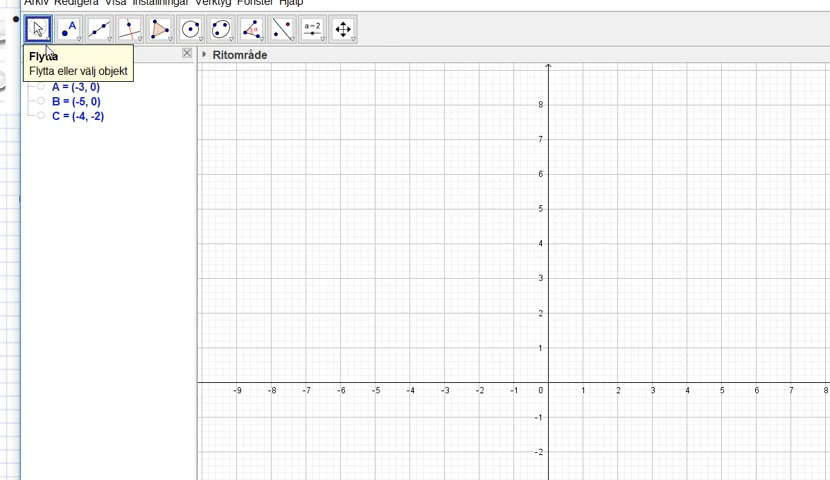 Arkiv Redigera Visa Inställningar Verktyg Fönster Hjälp
A
a=2
Flytta
Flytta eller välj objekt
Ritområde
A = (-3, 0)
B = (-5, 0)
C = (-4, -2)
8
7
6
5
4
3
2
1
-9 -8 -7 -6 -5 -4 -3 -2 -1 0 1 2 3 4 5 6 7 8
-1
-2